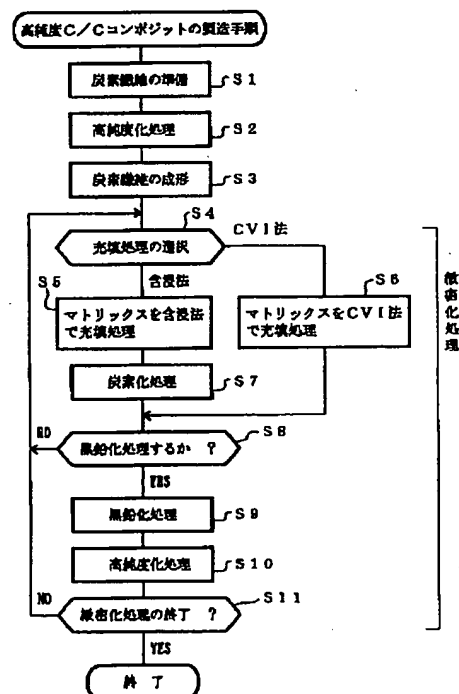 高純度C/Cコンポジットの製造手順
炭素繊維の準備
S1
高純度化処理
S2
炭素繊維の成形
S3
S4
充填処理の選択
CVI法
含浸法
S5
マトリックスを含浸法
で充填処理
S6
マトリックスをCVI法
で充填処理
緻密化処理
炭素化処理
S7
S8
NO
黒鉛化処理するか ?
YES
黒鉛化処理
S9
高純度化処理
S10
S11
NO
緻密化処理の終了 ?
YES
終了